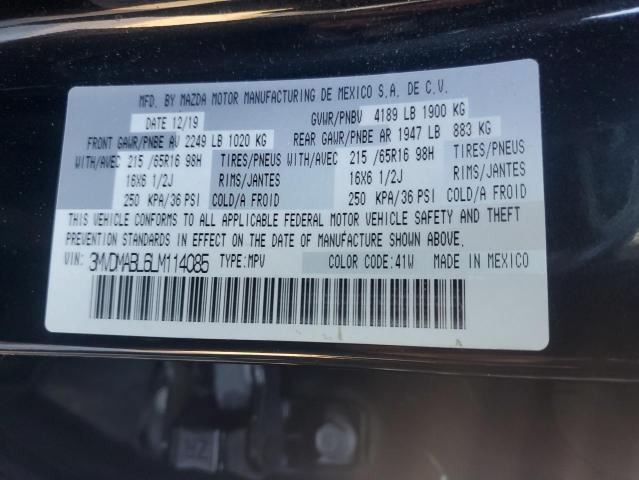 MFD. BY MAZDA MOTOR MANUFACTURING DE MEXICO S.A. DE C.V.
DATE 12/19 GVWR/PNBV 4189 LB 1900 KG
FRONT GAWR/PNBE AV 2249 LB 1020 KG REAR GAWR/PNBE AR 1947 LB 883 KG
WITH/AVEC 215 /65R16 98H TIRES/PNEUS WITH/AVEC 215 /65R16 98H TIRES/PNEUS
16X6 1/2J RIMS/JANTES 16X6 1/2J RIMS/JANTES
250 KPA/36 PSI COLD/A FROID 250 KPA/36 PSI COLD/A FROID
THIS VEHICLE CONFORMS TO ALL APPLICABLE FEDERAL MOTOR VEHICLE SAFETY AND THEFT
PREVENTION STANDARDS IN EFFECT ON THE DATE OF MANUFACTURE SHOWN ABOVE.
VIN: 3MVDMABL6LM114085 TYPE:MPV COLOR CODE:41W MADE IN MEXICO